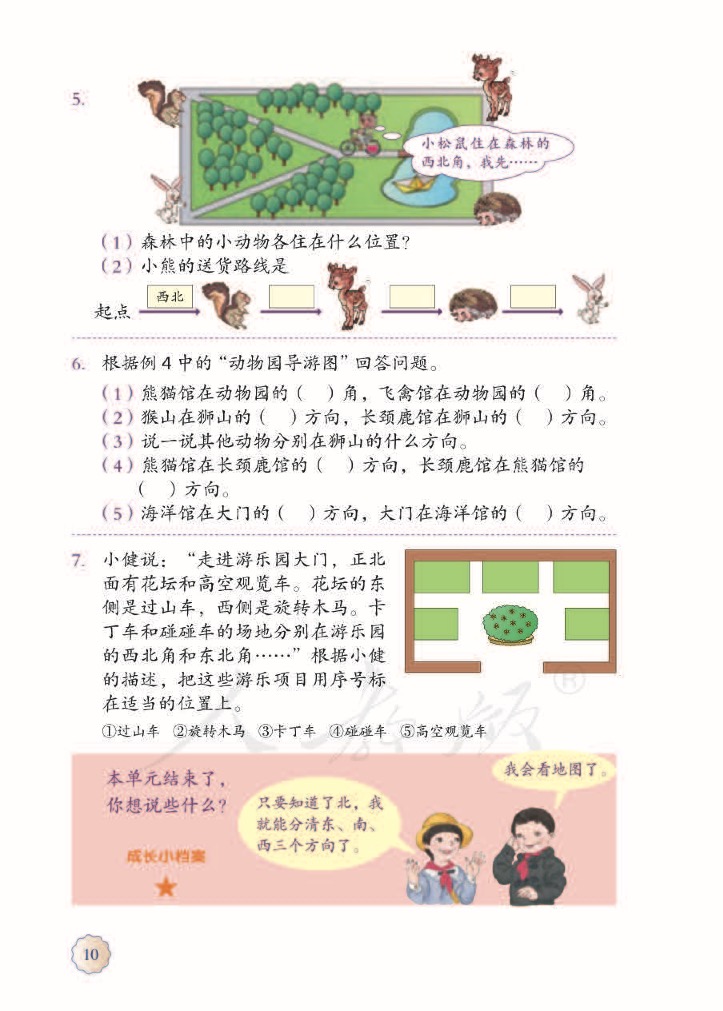 5.
小松鼠住在森林的
西北角，我先……
（1）森林中的小动物各住在什么位置？
（2）小熊的送货路线是
起点 西北
6. 根据例 4 中的“动物园导游图”回答问题。
（1）熊猫馆在动物园的（　）角，飞禽馆在动物园的（　）角。
（2）猴山在狮山的（　）方向，长颈鹿馆在狮山的（　）方向。
（3）说一说其他动物分别在狮山的什么方向。
（4）熊猫馆在长颈鹿馆的（　）方向，长颈鹿馆在熊猫馆的
（　）方向。
（5）海洋馆在大门的（　）方向，大门在海洋馆的（　）方向。
7. 小健说：“走进游乐园大门，正北
面有花坛和高空观览车。花坛的东
侧是过山车，西侧是旋转木马。卡
丁车和碰碰车的场地分别在游乐园
的西北角和东北角……”根据小健
的描述，把这些游乐项目用序号标
在适当的位置上。
①过山车 ②旋转木马 ③卡丁车 ④碰碰车 ⑤高空观览车
人教版®
本单元结束了，
你想说些什么？
成长小档案
只要知道了北，我
就能分清东、南、
西三个方向了。
我会看地图了。
10